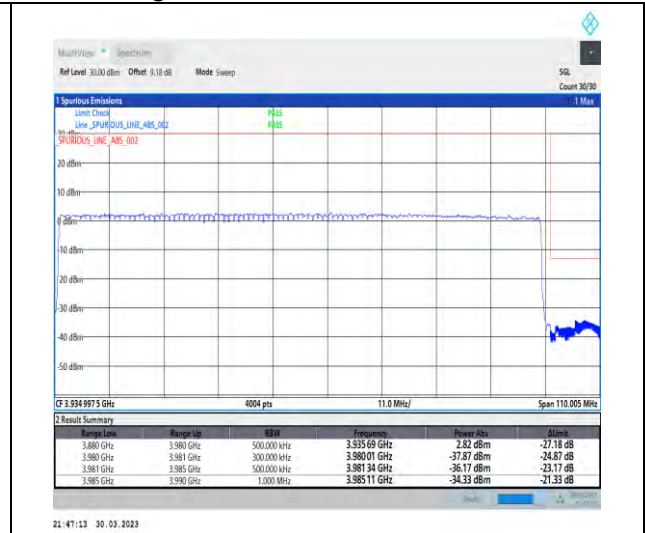 MultiView Spectrum
Ref Level 30.00 dBm Offset 9.18 dB Mode Sweep SGL
Count 30/30
1 Spurious Emissions 1 Max
Limit Check PASS
Line _SPURIOUS_LINE_ABS_002 PASS
30 dBm
SPURIOUS_LINE_ABS_002
20 dBm
10 dBm
0 dBm
-10 dBm
-20 dBm
-30 dBm
-40 dBm
-50 dBm
CF 3.934 997 5 GHz 4004 pts 11.0 MHz/ Span 110.005 MHz
2 Result Summary
Range Low Range Up RBW Frequency Power Abs ΔLimit
3.880 GHz 3.980 GHz 500.000 kHz 3.935 69 GHz 2.82 dBm -27.18 dB
3.980 GHz 3.981 GHz 300.000 kHz 3.980 01 GHz -37.87 dBm -24.87 dB
3.981 GHz 3.985 GHz 500.000 kHz 3.981 34 GHz -36.17 dBm -23.17 dB
3.985 GHz 3.990 GHz 1.000 MHz 3.985 11 GHz -34.33 dBm -21.33 dB
21:47:13 30.03.2023